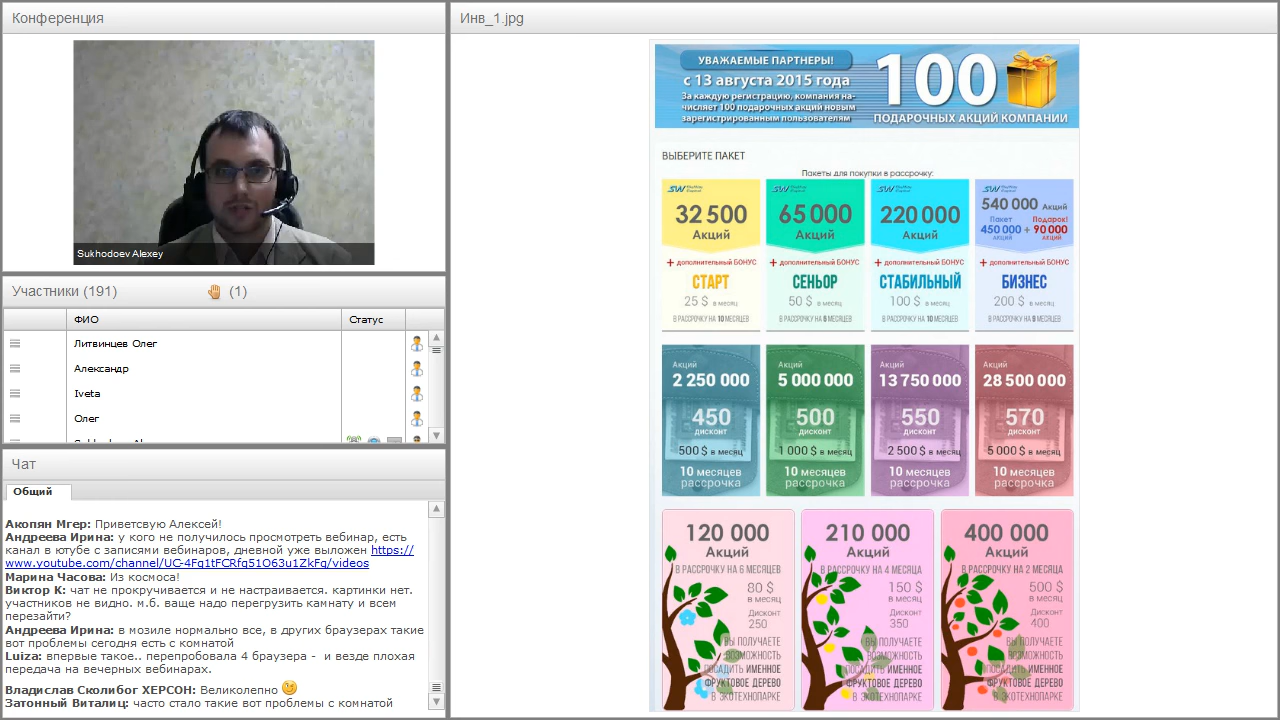 Конференция
Sukhodoev Alexey
Участники (191)
(1)
ФИО
Статус
Литвинцев Олег
Александр
Iveta
Олег
Чат
Общий
Акопян Мгер: Приветсвую Алексей!
Андреева Ирина: у кого не получилось просмотреть вебинар, есть
канал в ютубе с записями вебинаров, дневной уже выложен https://
www.youtube.com/channel/UC-4Fq1tFCRfq51O63u1ZkFg/videos
Марина Часова: Из космоса!
Виктор К: чат не прокручивается и не настраивается. картинки нет.
участников не видно. м.б. ваше надо перегрузить камнату и всем
перезайти?
Андреева Ирина: в мозиле нормально все, в других браузерах такие
вот проблемы сегодня есть с комнатой
Luiza: впервые такое.. перепробовала 4 браузера.. и везде плохая
передача на вечерних вебинарах..
Владислав Сколибог ХЕРСОН: Великолепно
Затонный Виталиц: частенько такие вот проблемы с комнатой
Инв_1.jpg
УВАЖАЕМЫЕ ПАРТНЕРЫ!
с 13 августа 2015 года
За каждую регистрацию, компания на-
числяет 100 подарочных акций новым
зарегистрированным пользователям
100
ПОДАРОЧНЫХ АКЦИЙ КОМПАНИИ
ВЫБЕРИТЕ ПАКЕТ
Пакеты для покупки в рассрочку:
SW
32 500
Акций
+ дополнительный БОНУС
СТАРТ
25 $ в месяц
В РАССРОЧКУ НА 10 МЕСЯЦЕВ
SW
65 000
Акций
+ дополнительный БОНУС
СЕНЬОР
50 $ в месяц
В РАССРОЧКУ НА 8 МЕСЯЦЕВ
SW
220 000
Акций
+ дополнительный БОНУС
СТАБИЛЬНЫЙ
100 $ в месяц
В РАССРОЧКУ НА 10 МЕСЯЦЕВ
SW
540 000 Акций
Пакет Подарок!
450 000 + 90 000
АКЦИЙ АКЦИЙ
+ дополнительный БОНУС
БИЗНЕС
200 $ в месяц
В РАССРОЧКУ НА 9 МЕСЯЦЕВ
Акций
2 250 000
450
дисконт
500 $ в месяц
10 месяцев
рассрочка
Акций
5 000 000
500
дисконт
1 000 $ в месяц
10 месяцев
рассрочка
Акций
13 750 000
550
дисконт
2 500 $ в месяц
10 месяцев
рассрочка
Акций
28 500 000
570
дисконт
5 000 $ в месяц
10 месяцев
рассрочка
120 000
Акций
В РАССРОЧКУ НА 6 МЕСЯЦЕВ
80 $
в месяц
Дисконт
250
ВЫ ПОЛУЧАЕТЕ
ВОЗМОЖНОСТЬ
ПОСАДИТЬ ИМЕННОЕ
ФРУКТОВОЕ ДЕРЕВО
В ЭКОТЕХНОПАРКЕ
210 000
Акций
В РАССРОЧКУ НА 4 МЕСЯЦА
150 $
в месяц
Дисконт
350
ВЫ ПОЛУЧАЕТЕ
ВОЗМОЖНОСТЬ
ПОСАДИТЬ ИМЕННОЕ
ФРУКТОВОЕ ДЕРЕВО
В ЭКОТЕХНОПАРКЕ
400 000
Акций
В РАССРОЧКУ НА 2 МЕСЯЦА
500 $
в месяц
Дисконт
400
ВЫ ПОЛУЧАЕТЕ
ВОЗМОЖНОСТЬ
ПОСАДИТЬ ИМЕННОЕ
ФРУКТОВОЕ ДЕРЕВО
В ЭКОТЕХНОПАРКЕ